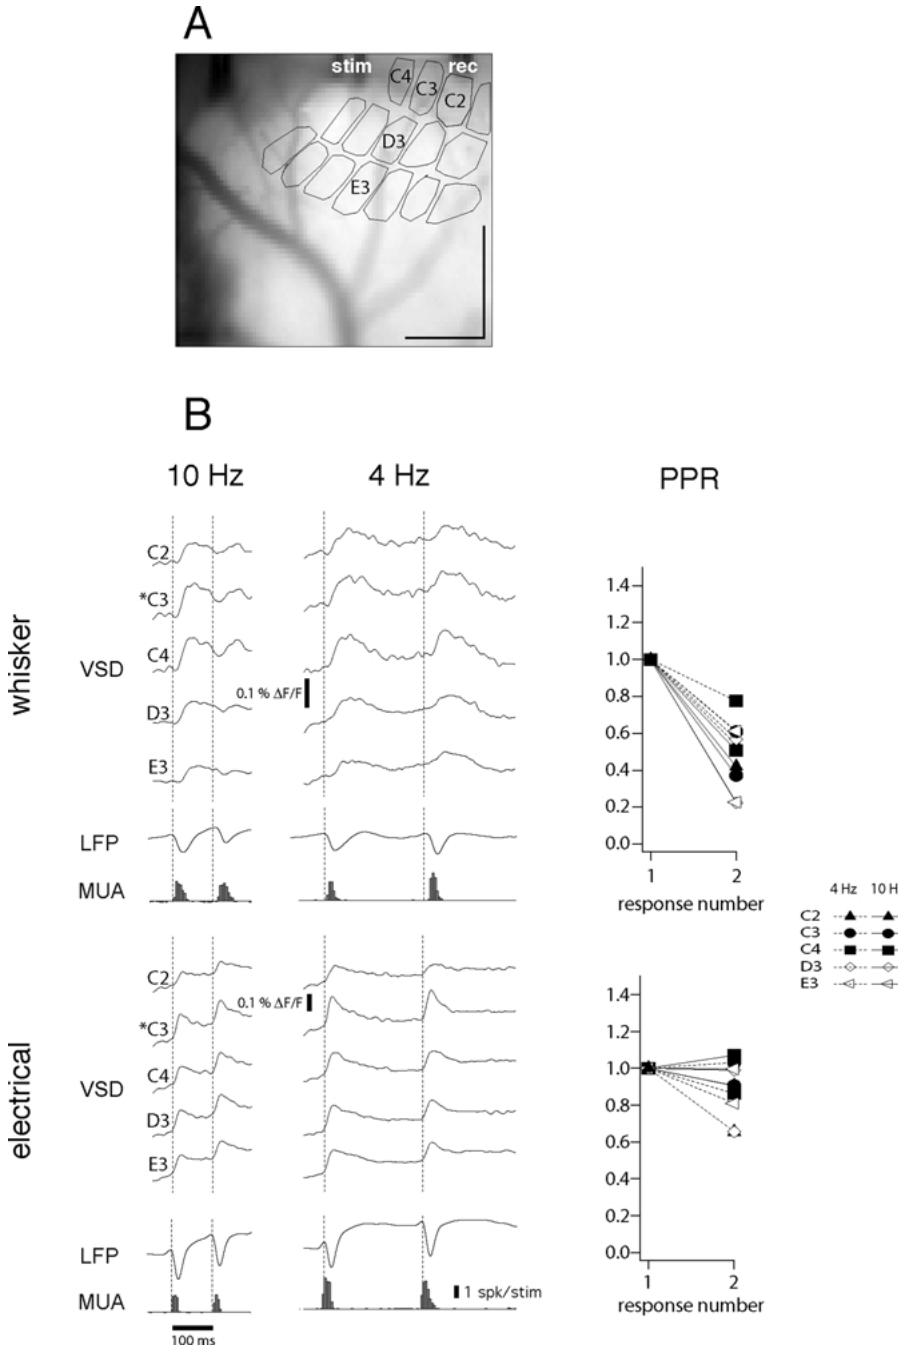 A
stim rec
C4 C3 C2
D3
E3
B
10 Hz 4 Hz PPR
whisker
VSD
C2
*C3
C4
D3
E3
0.1 % ΔF/F
LFP
MUA
1.4
1.2
1.0
0.8
0.6
0.4
0.2
0.0
1 2
response number
4 Hz 10 H
C2
C3
C4
D3
E3
electrical
VSD
C2
*C3
C4
D3
E3
0.1 % ΔF/F
LFP
MUA
1 spk/stim
100 ms
1.4
1.2
1.0
0.8
0.6
0.4
0.2
0.0
1 2
response number